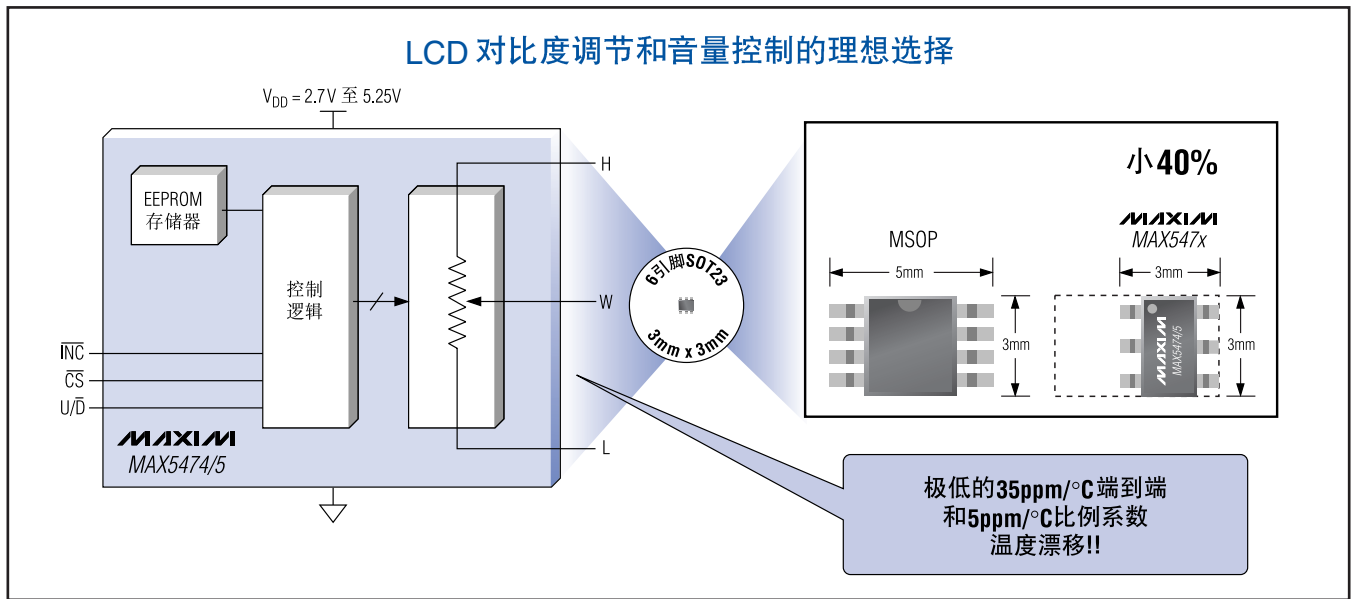 LCD 对比度调节和音量控制的理想选择
VDD = 2.7V 至 5.25V
EEPROM
存储器
控制
逻辑
H
W
L
INC
CS
U/D
MAXIM
MAX5474/5
6引脚SOT23
3mm x 3mm
小40%
MSOP
5mm
3mm
MAXIM
MAX547x
3mm
3mm
MAXIM
MAX5474/5
极低的35ppm/°C端到端
和5ppm/°C比例系数
温度漂移!!